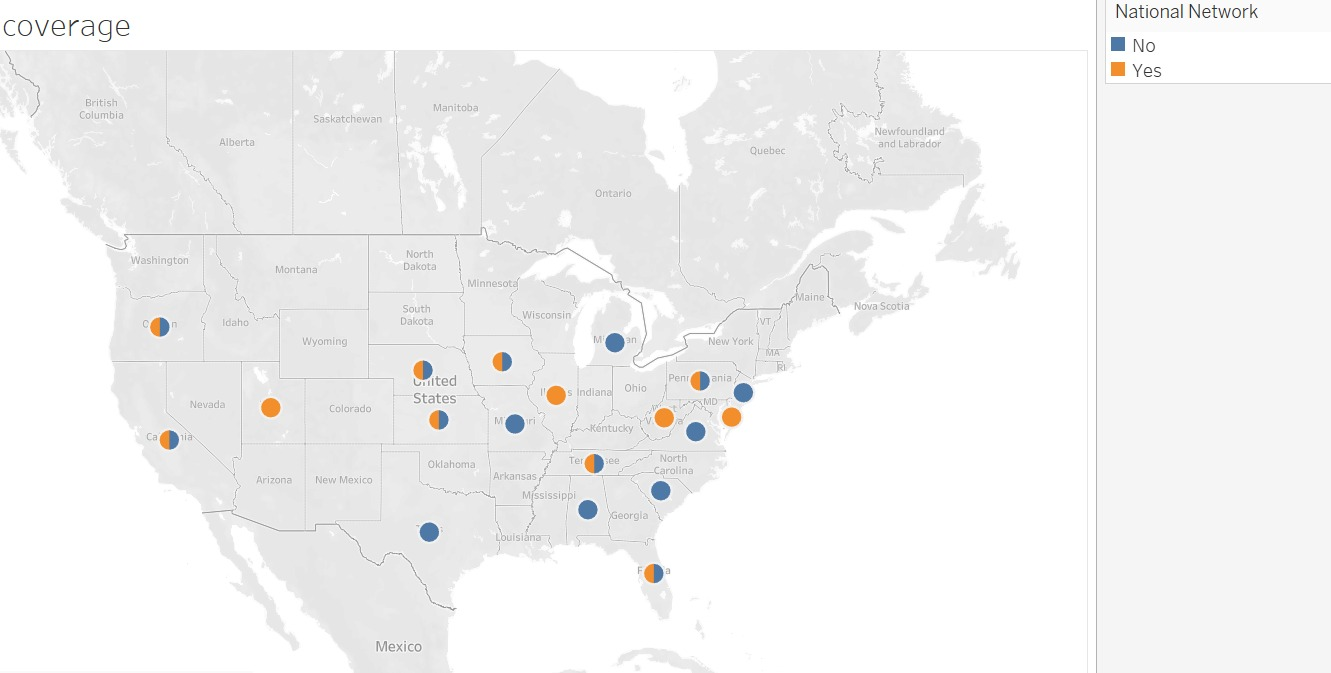 coverage
National Network
No
Yes
British
Columbia
Alberta
Saskatchewan
Manitoba
Ontario
Quebec
Newfoundland
and Labrador
Washington
Montana
North
Dakota
Minnesota
South
Dakota
Idaho
Wyoming
Wisconsin
Maine
Nova Scotia
VT
New York
MA
RI
Nevada
Colorado
United
States
Indiana
Ohio
MD
Kentucky
Arizona
New Mexico
Oklahoma
Arkansas
North
Carolina
Mississippi
Georgia
Louisiana
Mexico